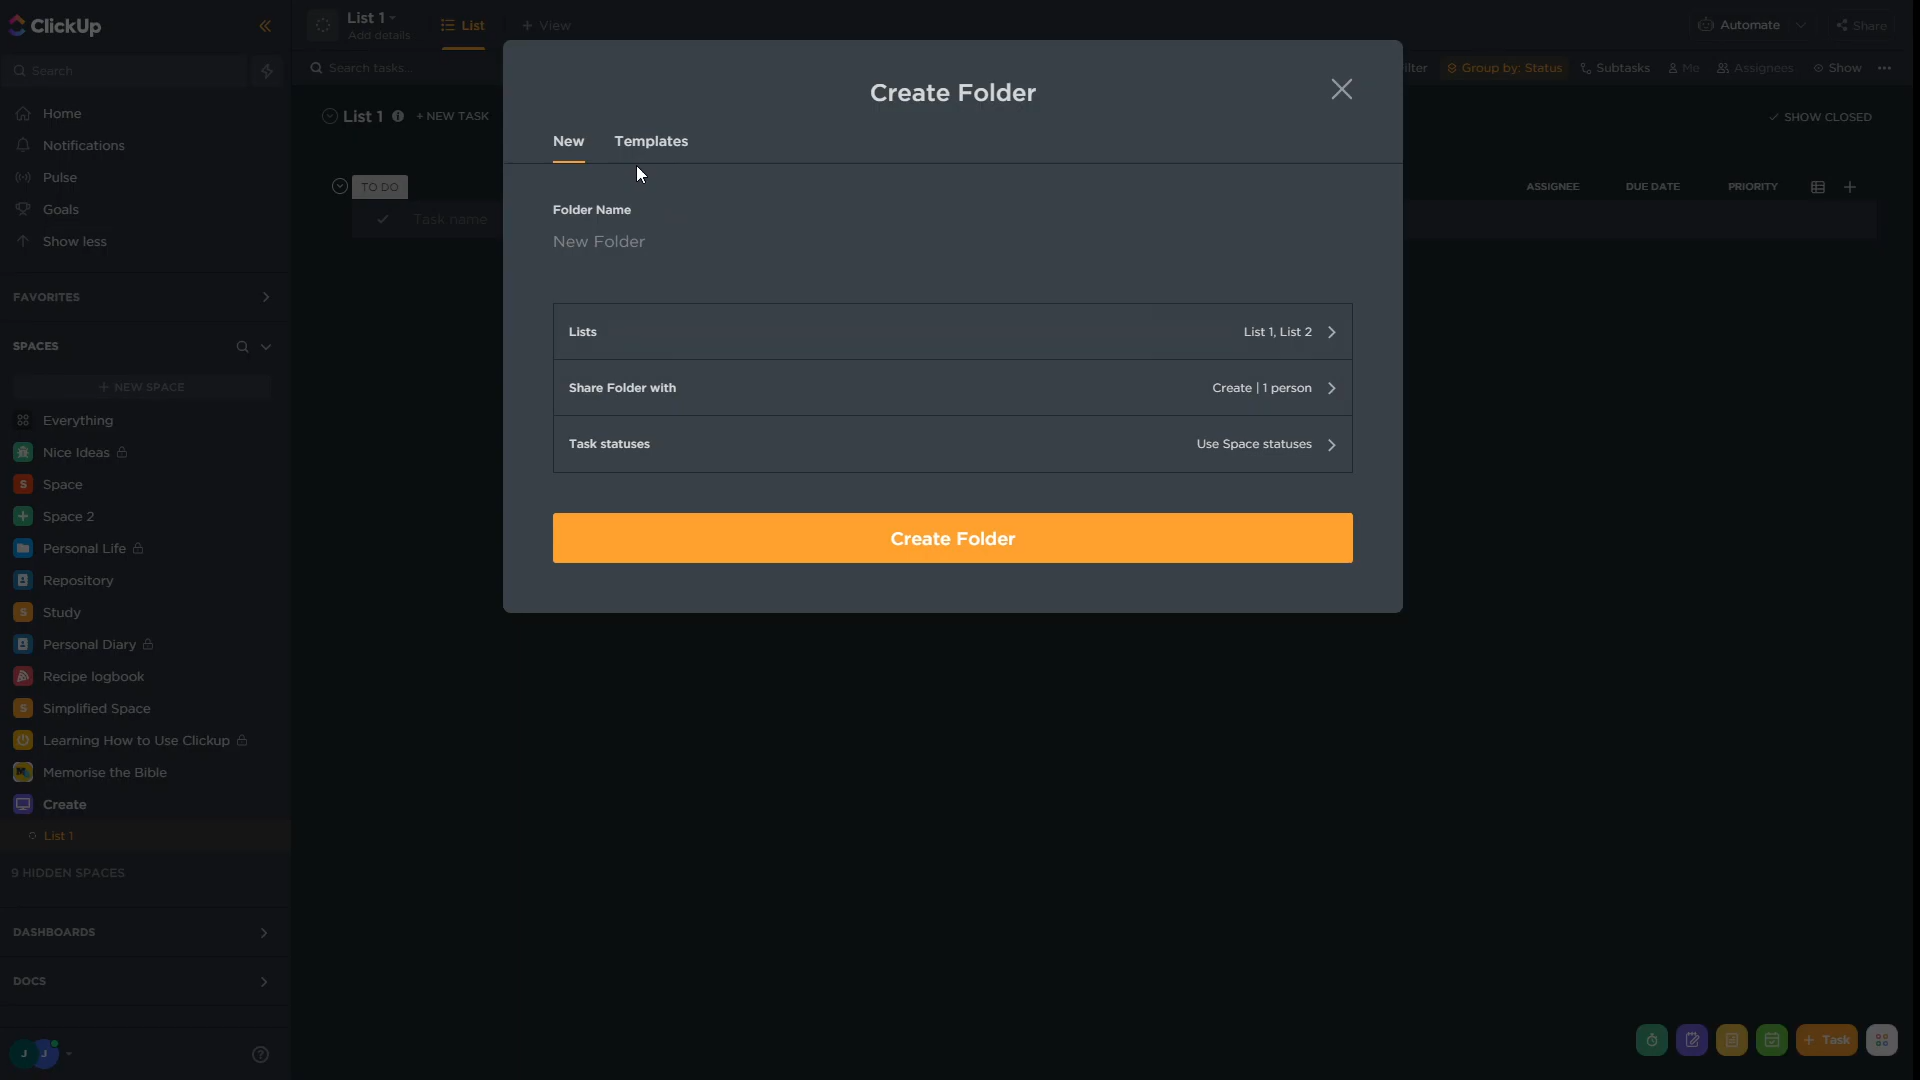 ClickUp
Search
Home
Notifications
Pulse
Goals
Show less
FAVORITES
SPACES
+ NEW SPACE
Everything
Nice Ideas
S Space
Space 2
Personal Life
Repository
S Study
Personal Diary
Recipe logbook
S Simplified Space
Learning How to Use Clickup
Memorise the Bible
Create
List 1
9 HIDDEN SPACES
DASHBOARDS
DOCS
J J
List 1
Add details
List
+ View
Automate
Share
Search tasks...
Group by: Status
Subtasks
Me
Assignees
Show
List 1
+ NEW TASK
SHOW CLOSED
TO DO
ASSIGNEE
DUE DATE
PRIORITY
Task name
Create Folder
New
Templates
Folder Name
New Folder
Lists
List 1, List 2
Share Folder with
Create | 1 person
Task statuses
Use Space statuses
Create Folder
+ Task